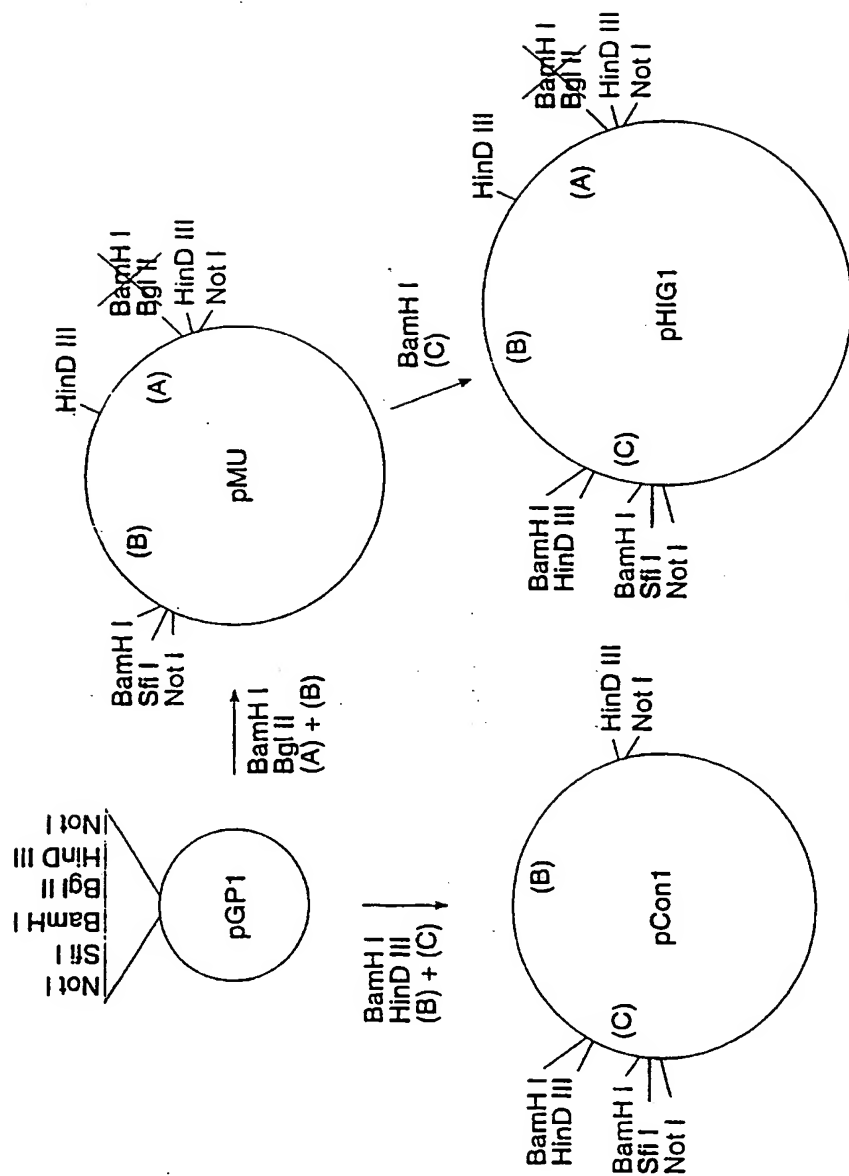 Not I
Sfi I
BamH I
Bgl II
HinD III
Not I
pGP1
BamH I
Bgl II
(A) + (B)
BamH I
Sfi I
Not I
(B)
pMU
(A)
HinD III
BamH I
Bgl II
HinD III
Not I
BamH I
HinD III
(B) + (C)
BamH I
(C)
BamH I
HinD III
(C)
BamH I
Sfi I
Not I
(B)
pCon1
HinD III
Not I
BamH I
HinD III
(C)
BamH I
Sfi I
Not I
(B)
pHIG1
HinD III
(A)
BamH I
Bgl II
HinD III
Not I